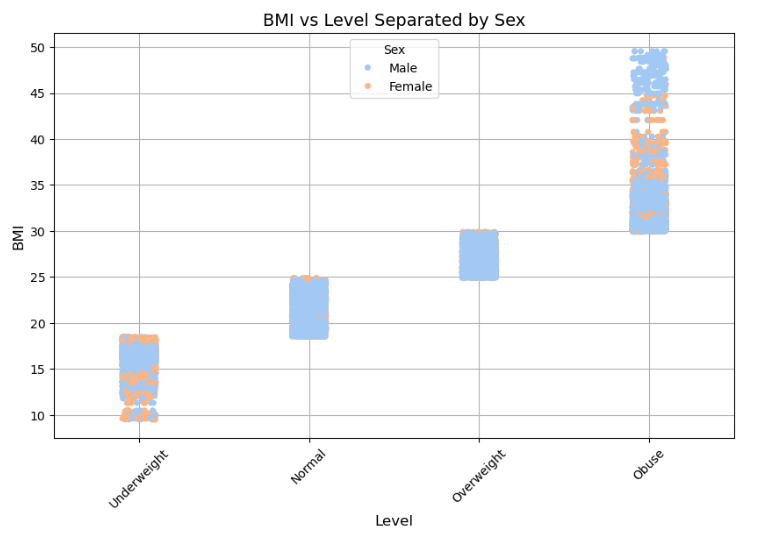 BMI vs Level Separated by Sex
Sex
Male
Female
BMI
50
45
40
35
30
25
20
15
10
Underweight
Normal
Overweight
Obuse
Level